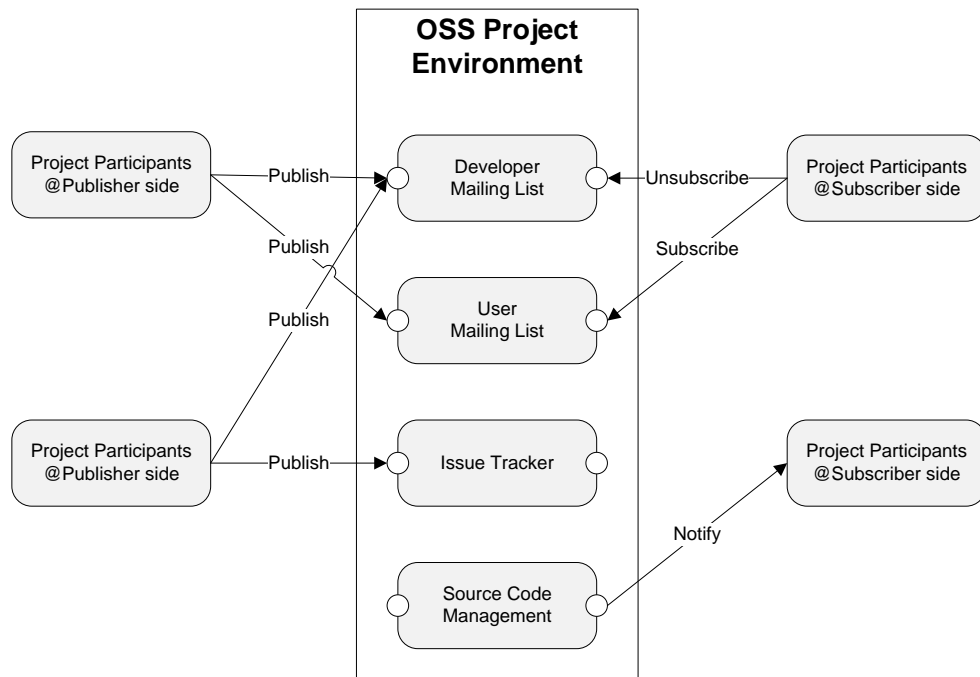 OSS Project
Environment
Project Participants
@Publisher side
Publish
Developer
Mailing List
Unsubscribe
Project Participants
@Subscriber side
Publish
Subscribe
User
Mailing List
Publish
Project Participants
@Publisher side
Publish
Issue Tracker
Project Participants
@Subscriber side
Notify
Source Code
Management